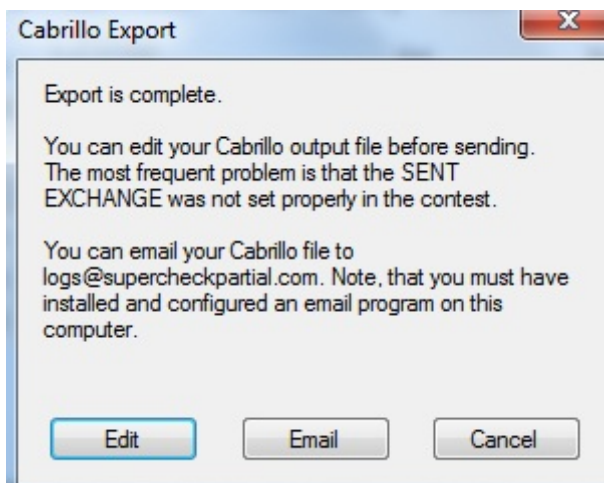 Cabrillo Export
Export is complete.
You can edit your Cabrillo output file before sending.
The most frequent problem is that the SENT
EXCHANGE was not set properly in the contest.
You can email your Cabrillo file to
logs@supercheckpartial.com. Note, that you must have
installed and configured an email program on this
computer.
Edit Email Cancel